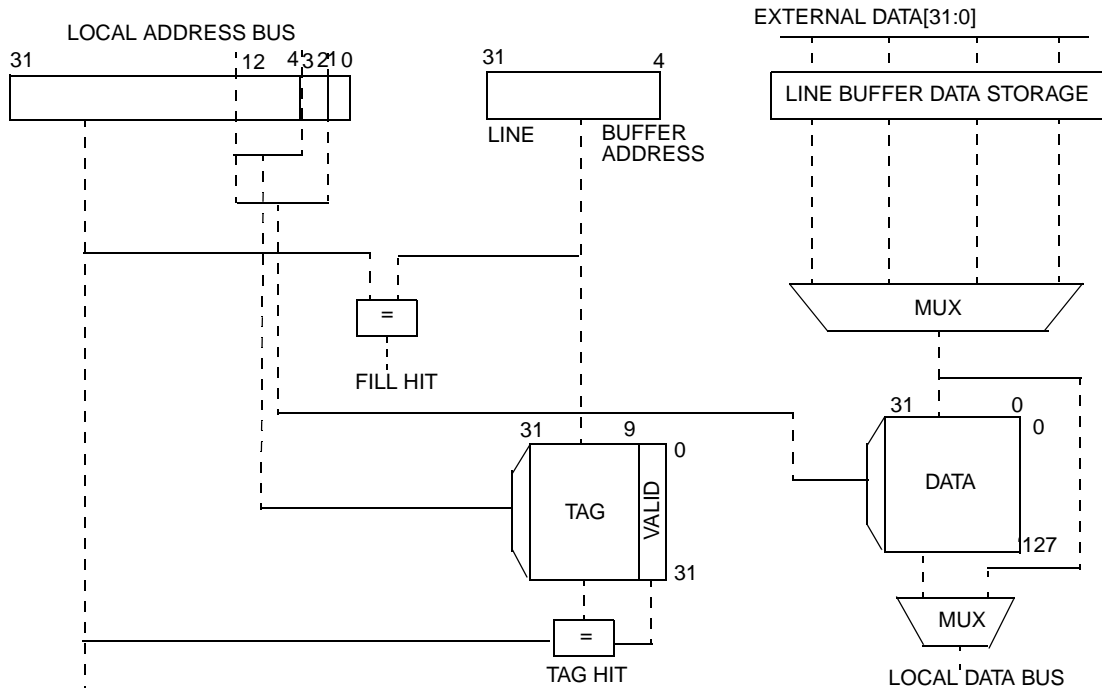 EXTERNAL DATA[31:0]
LOCAL ADDRESS BUS
31 12 4 3 2 1 0
31 4
LINE BUFFER DATA STORAGE
LINE BUFFER
ADDRESS
MUX
=
FILL HIT
31 0
0
31 9
0
TAG
VALID
DATA
127
31
=
MUX
TAG HIT
LOCAL DATA BUS